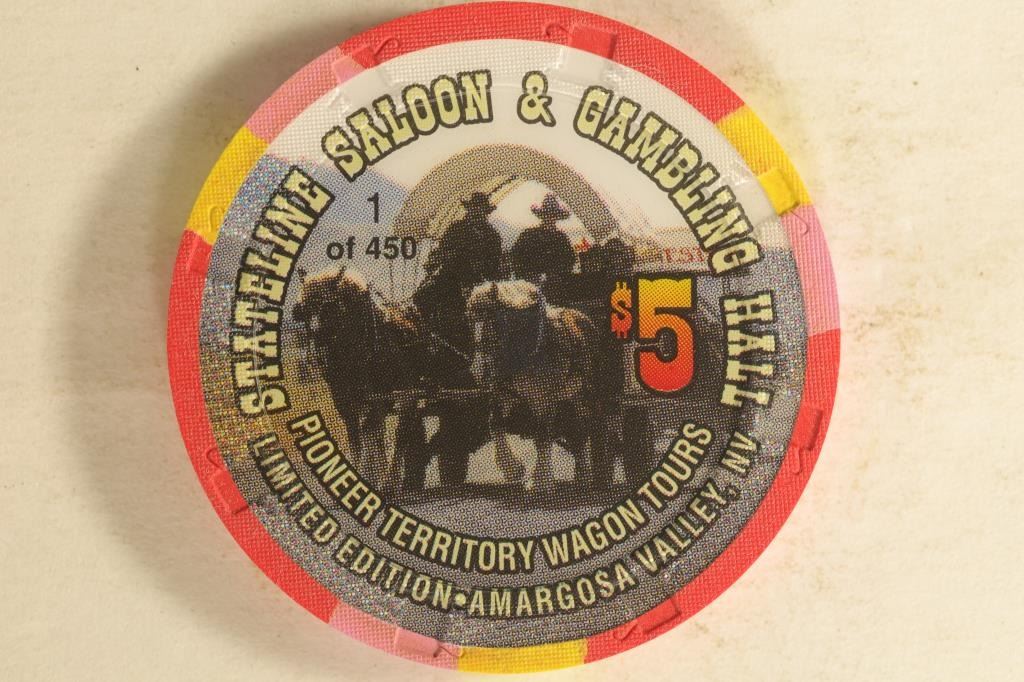 STATELINE SALOON & GAMBLING HALL
1
of 450
$5
PIONEER TERRITORY WAGON TOURS
LIMITED EDITION•AMARGOSA VALLEY, NV